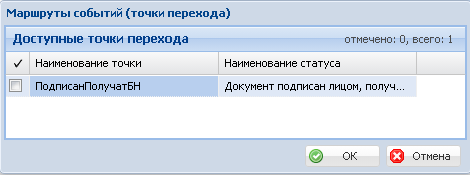 Маршруты событий (точки перехода)
Доступные точки перехода отмечено: 0, всего: 1
Наименование точки Наименование статуса
ПодписанПолучатБН Документ подписан лицом, получ...
ОК Отмена